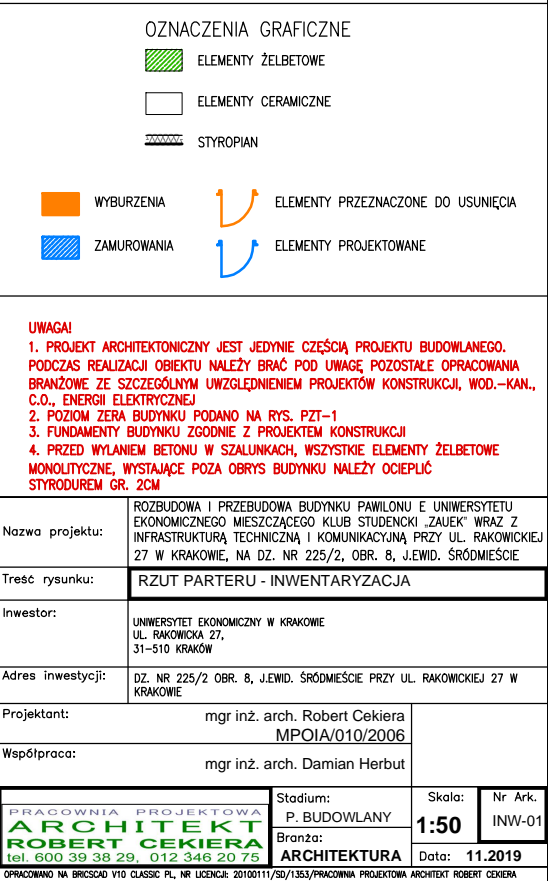 OZNACZENIA GRAFICZNE
ELEMENTY ŻELBETOWE
ELEMENTY CERAMICZNE
STYROPIAN
WYBURZENIA
ELEMENTY PRZEZNACZONE DO USUNIĘCIA
ZAMUROWANIA
ELEMENTY PROJEKTOWANE
UWAGA!
1. PROJEKT ARCHITEKTONICZNY JEST JEDYNIE CZĘŚCIĄ PROJEKTU BUDOWLANEGO.
PODCZAS REALIZACJI OBIEKTU NALEŻY BRAĆ POD UWAGĘ POZOSTAŁE OPRACOWANIA
BRANŻOWE ZE SZCZEGÓLNYM UWZGLĘDNIENIEM PROJEKTÓW KONSTRUKCJI, WOD.-KAN.,
C.O., ENERGII ELEKTRYCZNEJ
2. POZIOM ZERA BUDYNKU PODANO NA RYS. PZT-1
3. FUNDAMENTY BUDYNKU ZGODNIE Z PROJEKTEM KONSTRUKCJI
4. PRZED WYLANIEM BETONU W SZALUNKACH, WSZYSTKIE ELEMENTY ŻELBETOWE
MONOLITYCZNE, WYSTAJĄCE POZA OBRYS BUDYNKU NALEŻY OCIEPLIĆ
STYRODUREM GR. 2CM
Nazwa projektu:
ROZBUDOWA I PRZEBUDOWA BUDYNKU PAWILONU E UNIWERSYTETU
EKONOMICZNEGO MIESZCZĄCEGO KLUB STUDENCKI „ZAUEK" WRAZ Z
INFRASTRUKTURĄ TECHNICZNĄ I KOMUNIKACYJNĄ PRZY UL. RAKOWICKIEJ
27 W KRAKOWIE, NA DZ. NR 225/2, OBR. 8, J.EWID. ŚRÓDMIEŚCIE
Treść rysunku:
RZUT PARTERU - INWENTARYZACJA
Inwestor:
UNIWERSYTET EKONOMICZNY W KRAKOWIE
UL. RAKOWICKA 27,
31-510 KRAKÓW
Adres inwestycji:
DZ. NR 225/2 OBR. 8, J.EWID. ŚRÓDMIEŚCIE PRZY UL. RAKOWICKIEJ 27 W
KRAKOWIE
Projektant:
mgr inż. arch. Robert Cekiera
MPOIA/010/2006
Współpraca:
mgr inż. arch. Damian Herbut
PRACOWNIA PROJEKTOWA
ARCHITEKT
ROBERT CEKIERA
tel. 600 39 38 29, 012 346 20 75
Stadium:
P. BUDOWLANY
Branża:
ARCHITEKTURA
Skala:
1:50
Nr Ark.
INW-01
Data: 11.2019
OPRACOWANO NA BRICSCAD V10 CLASSIC PL, NR LICENCJI: 20100111/SD/1353/PRACOWNIA PROJEKTOWA ARCHITEKT ROBERT CEKIERA